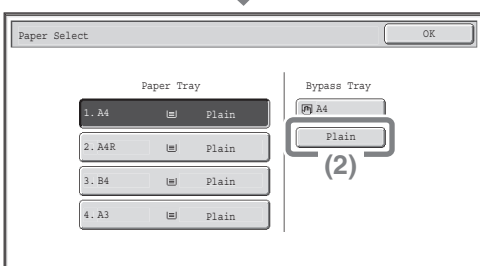 Paper Select OK
Paper Tray Bypass Tray
1. A4 Plain A4
2. A4R Plain Plain
(2)
3. B4 Plain
4. A3 Plain